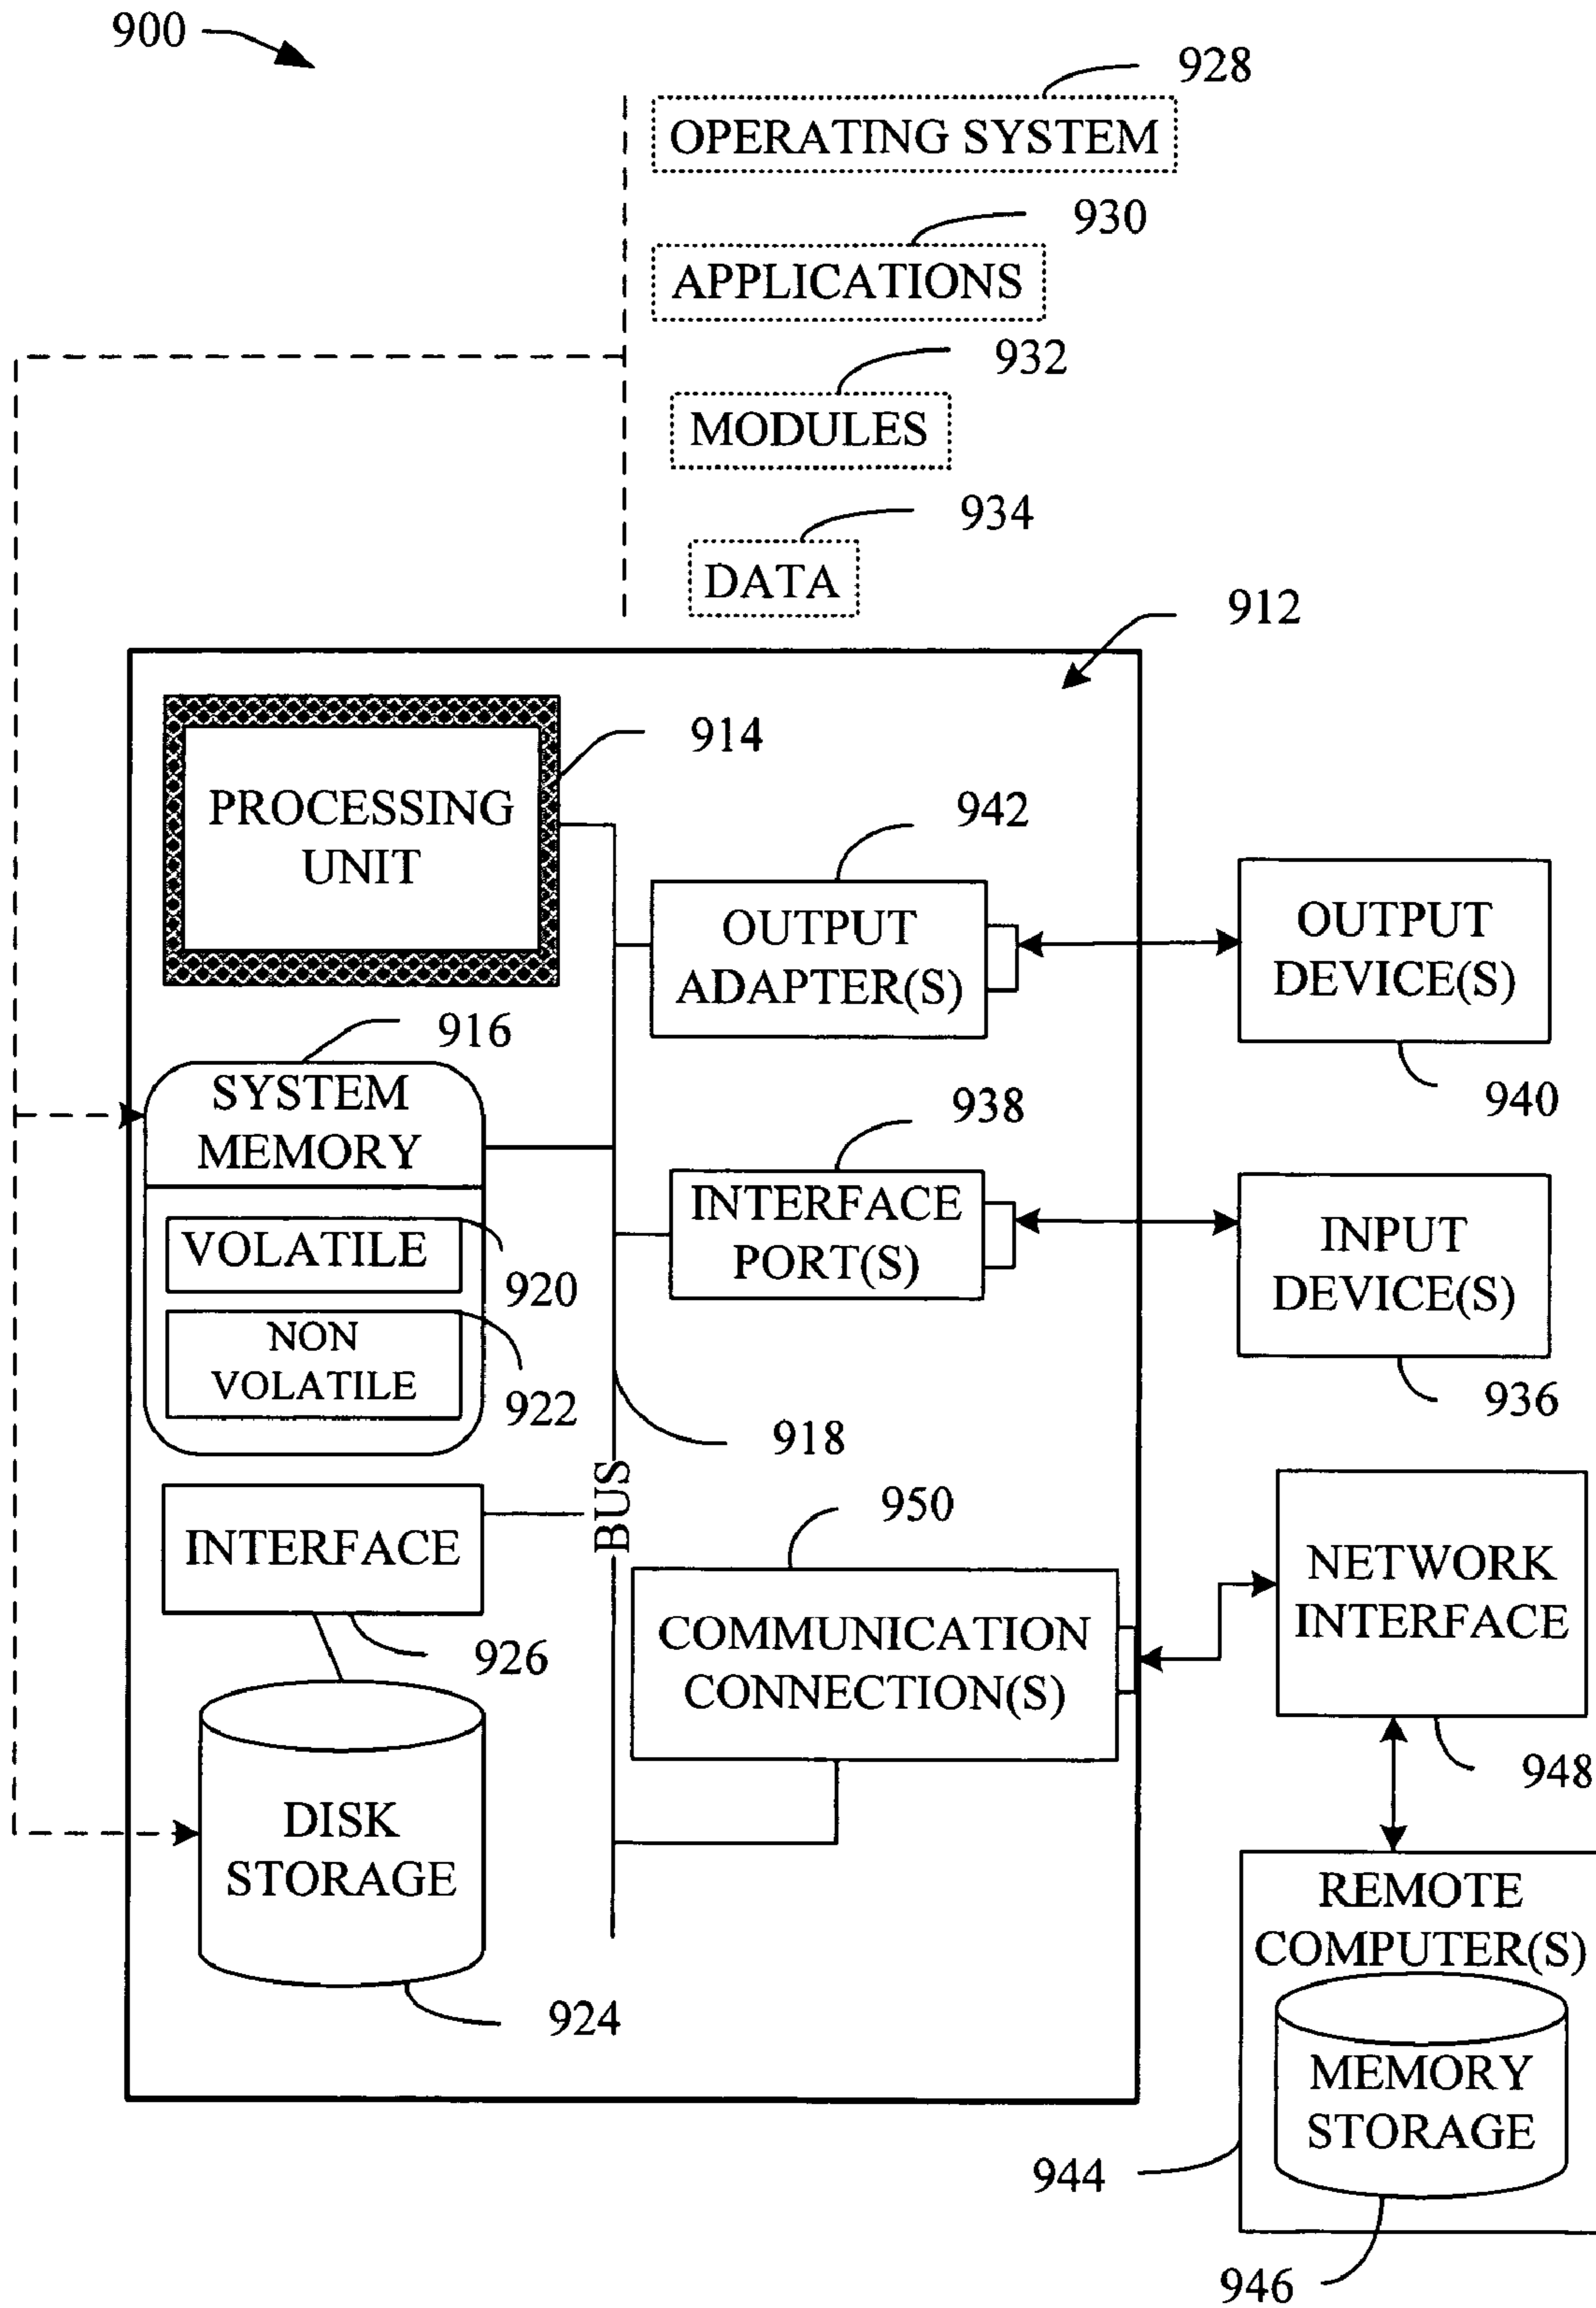 900
928
OPERATING SYSTEM
930
APPLICATIONS
932
MODULES
934
DATA
912
914
PROCESSING
UNIT
942
OUTPUT
ADAPTER(S)
OUTPUT
DEVICE(S)
940
916
SYSTEM
MEMORY
938
INTERFACE
PORT(S)
INPUT
DEVICE(S)
936
VOLATILE
920
NON
VOLATILE
922
918
BUS
INTERFACE
926
950
COMMUNICATION
CONNECTION(S)
NETWORK
INTERFACE
948
DISK
STORAGE
924
REMOTE
COMPUTER(S)
MEMORY
STORAGE
944
946